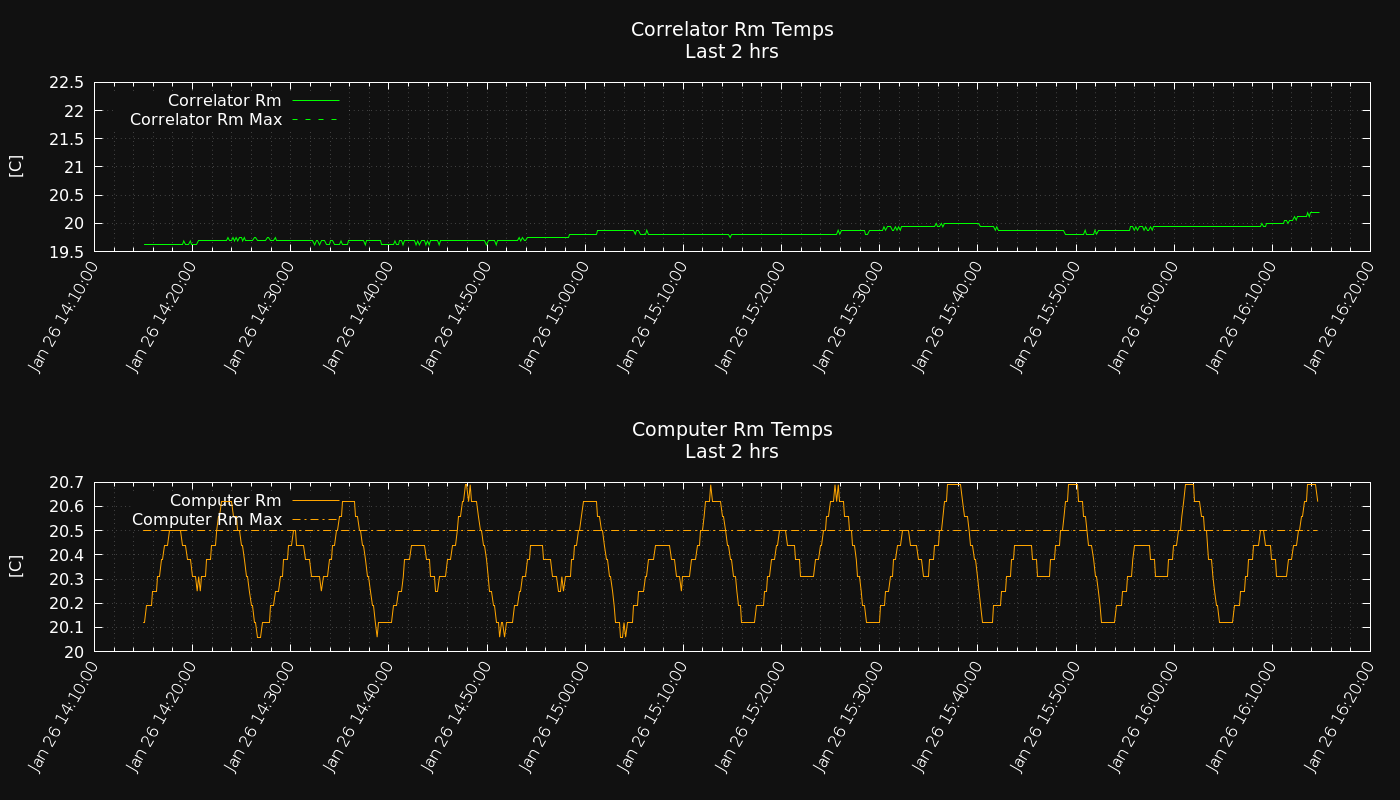 Correlator Rm Temps
Last 2 hrs
22.5
22
21.5
21
20.5
20
19.5
[C]
Correlator Rm
Correlator Rm Max
Jan 26 14:10:00
Jan 26 14:20:00
Jan 26 14:30:00
Jan 26 14:40:00
Jan 26 14:50:00
Jan 26 15:00:00
Jan 26 15:10:00
Jan 26 15:20:00
Jan 26 15:30:00
Jan 26 15:40:00
Jan 26 15:50:00
Jan 26 16:00:00
Jan 26 16:10:00
Jan 26 16:20:00
Computer Rm Temps
Last 2 hrs
20.7
20.6
20.5
20.4
20.3
20.2
20.1
20
[C]
Computer Rm
Computer Rm Max
Jan 26 14:10:00
Jan 26 14:20:00
Jan 26 14:30:00
Jan 26 14:40:00
Jan 26 14:50:00
Jan 26 15:00:00
Jan 26 15:10:00
Jan 26 15:20:00
Jan 26 15:30:00
Jan 26 15:40:00
Jan 26 15:50:00
Jan 26 16:00:00
Jan 26 16:10:00
Jan 26 16:20:00